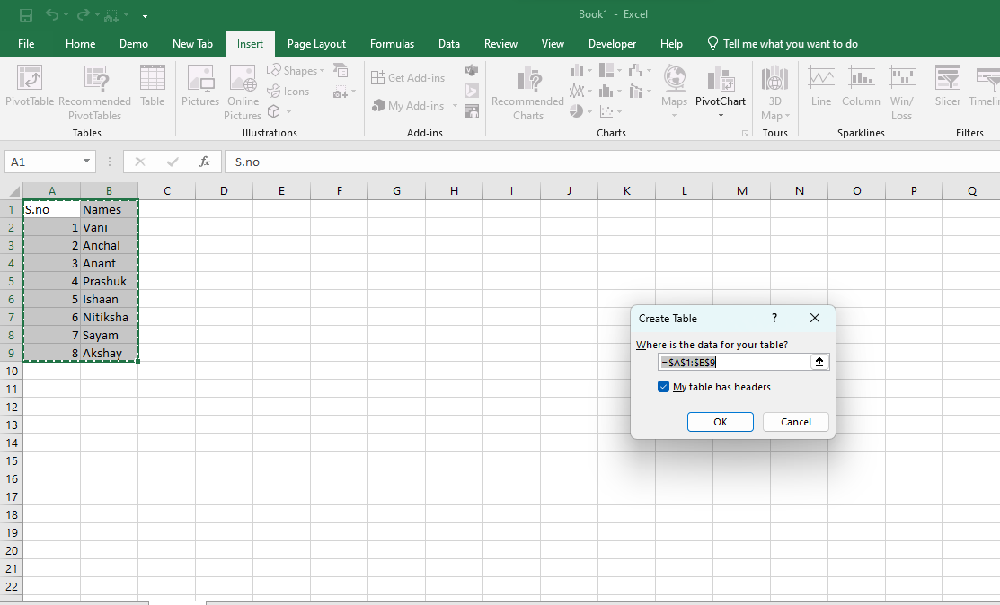 Book1 - Excel
File Home Demo New Tab Insert Page Layout Formulas Data Review View Developer Help Tell me what you want to do
PivotTable
Recommended
PivotTables
Table
Tables
Pictures
Online
Pictures
Shapes
Icons
Illustrations
Get Add-ins
My Add-ins
Add-ins
Recommended
Charts
Maps
PivotChart
Charts
3D
Map
Tours
Line
Column
Win/
Loss
Sparklines
Slicer
Timelin
Filters
A1 fx S.no
A B C D E F G H I J K L M N O P Q
1 S.no Names
2 1 Vani
3 2 Anchal
4 3 Anant
5 4 Prashuk
6 5 Ishaan
7 6 Nitiksha
8 7 Sayam
9 8 Akshay
10
11
12
13
14
15
16
17
18
19
20
21
22
Create Table ?
Where is the data for your table?
=$A$1:$B$9
My table has headers
OK Cancel